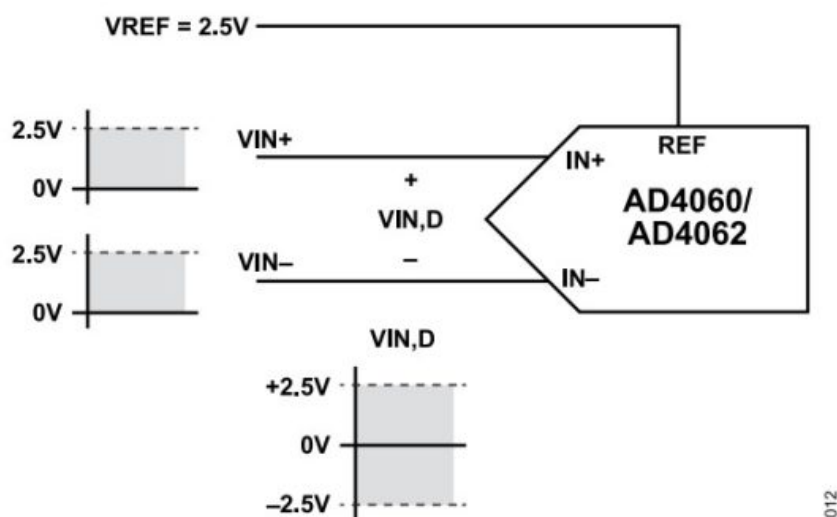 VREF = 2.5V
2.5V
0V
VIN+
+
VIN,D
–
VIN–
2.5V
0V
IN+
REF
AD4060/
AD4062
IN–
VIN,D
+2.5V
0V
–2.5V
012